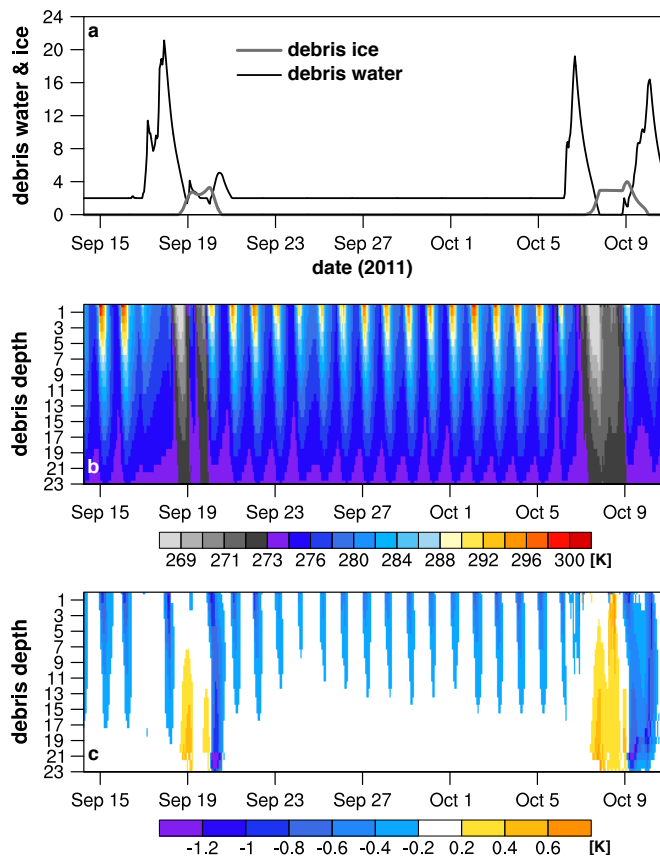 24
20
16
12
8
4
0
debris water & ice
a
debris ice
debris water
Sep 15 Sep 19 Sep 23 Sep 27 Oct 1 Oct 5 Oct 9
date (2011)
1
3
5
7
9
11
13
15
17
19
21
23
debris depth
b
Sep 15 Sep 19 Sep 23 Sep 27 Oct 1 Oct 5 Oct 9
269 271 273 276 280 284 288 292 296 300 [K]
1
3
5
7
9
11
13
15
17
19
21
23
debris depth
c
Sep 15 Sep 19 Sep 23 Sep 27 Oct 1 Oct 5 Oct 9
-1.2 -1 -0.8 -0.6 -0.4 -0.2 0.2 0.4 0.6 [K]